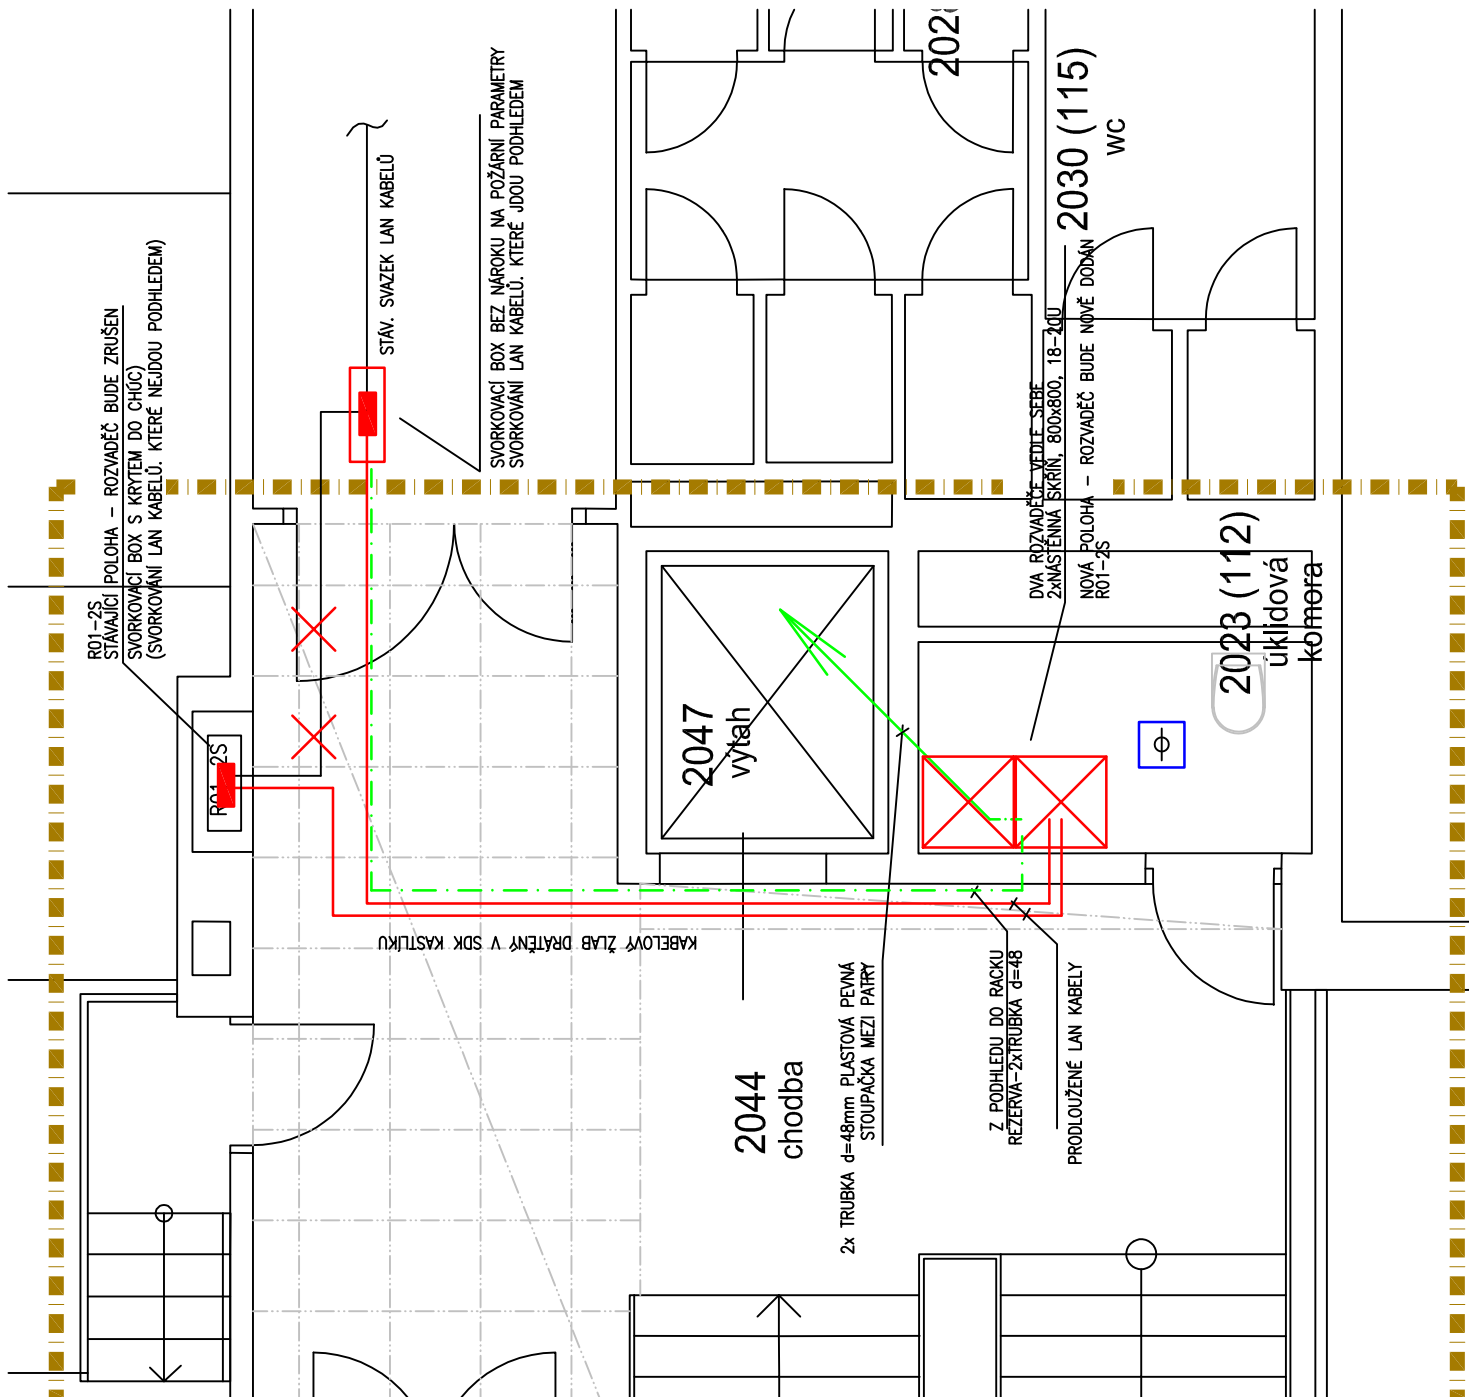 R01-2S
STÁVAJÍCÍ POLOHA - ROZVADĚČ BUDE ZRUŠEN
SVORKOVACÍ BOX S KRYTEM DO CHÚC)
(SVORKOVÁNÍ LAN KABELŮ. KTERÉ NEJDOU PODHLEDEM)
STÁV. SVAZEK LAN KABELŮ
SVORKOVACÍ BOX BEZ NÁROKU NA POŽÁRNÍ PARAMETRY
SVORKOVÁNÍ LAN KABELŮ. KTERÉ JDOU PODHLEDEM
2030 (115)
WC
DVA ROZVADĚČE VEDLE SEBE
2xNÁSTĚNNÁ SKŘÍŇ, 800x800, 18-20U
NOVÁ POLOHA - ROZVADĚČ BUDE NOVĚ DODÁN
R01-2S
2023 (112)
úklidová
komora
2047
výtah
R01-2S
KABELOVÝ ŽLAB DRÁTĚNÝ V SDK KASTLÍKU
2044
chodba
2x TRUBKA d=48mm PLASTOVÁ PEVNÁ
STOUPAČKA MEZI PATRY
Z PODHLEDU DO RACKU
REZERVA-2xTRUBKA d=48
PRODLOUŽENÉ LAN KABELY